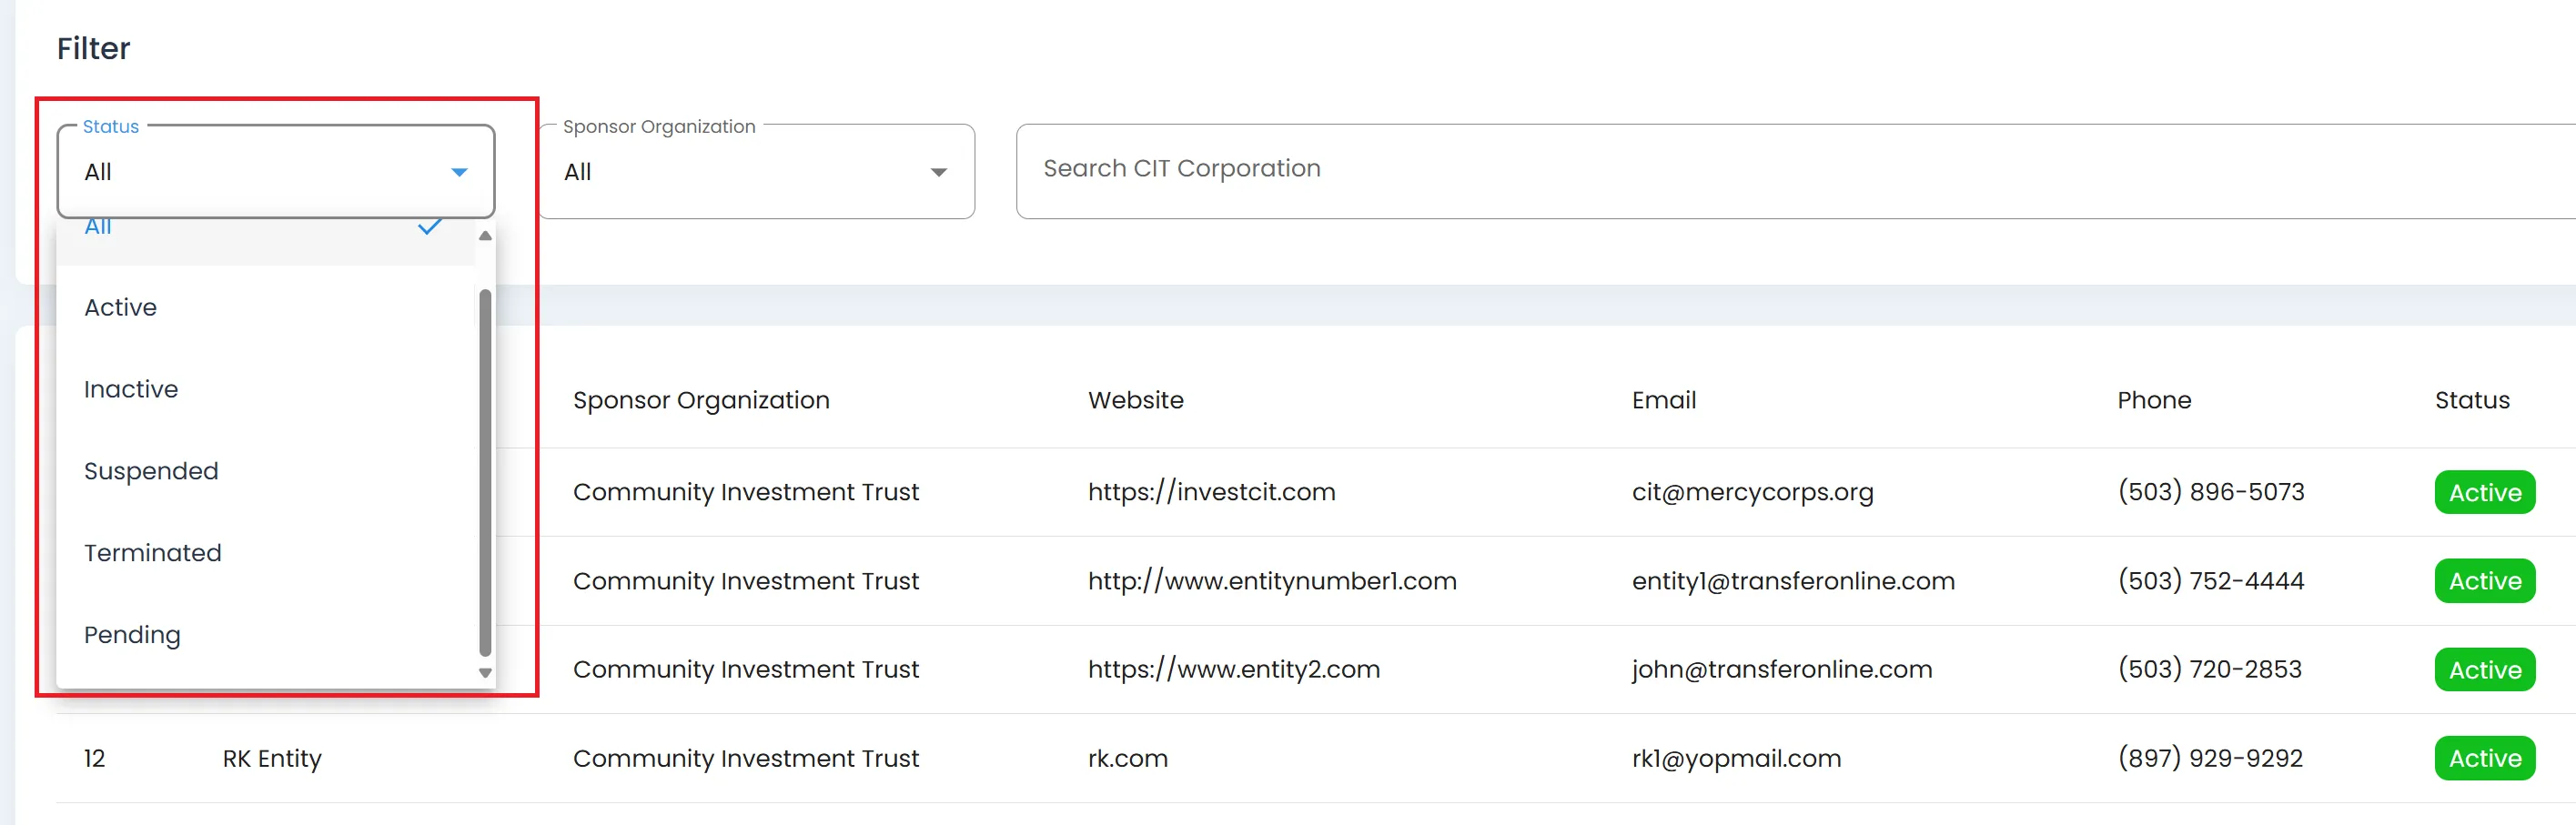 Filter
Status
All
Sponsor Organization
All
Search CIT Corporation
All
Active
Inactive
Suspended
Terminated
Pending
Sponsor Organization Website Email Phone Status
Community Investment Trust https://investcit.com cit@mercycorps.org (503) 896-5073 Active
Community Investment Trust http://www.entitynumber1.com entity1@transferonline.com (503) 752-4444 Active
Community Investment Trust https://www.entity2.com john@transferonline.com (503) 720-2853 Active
12 RK Entity Community Investment Trust rk.com rk1@yopmail.com (897) 929-9292 Active